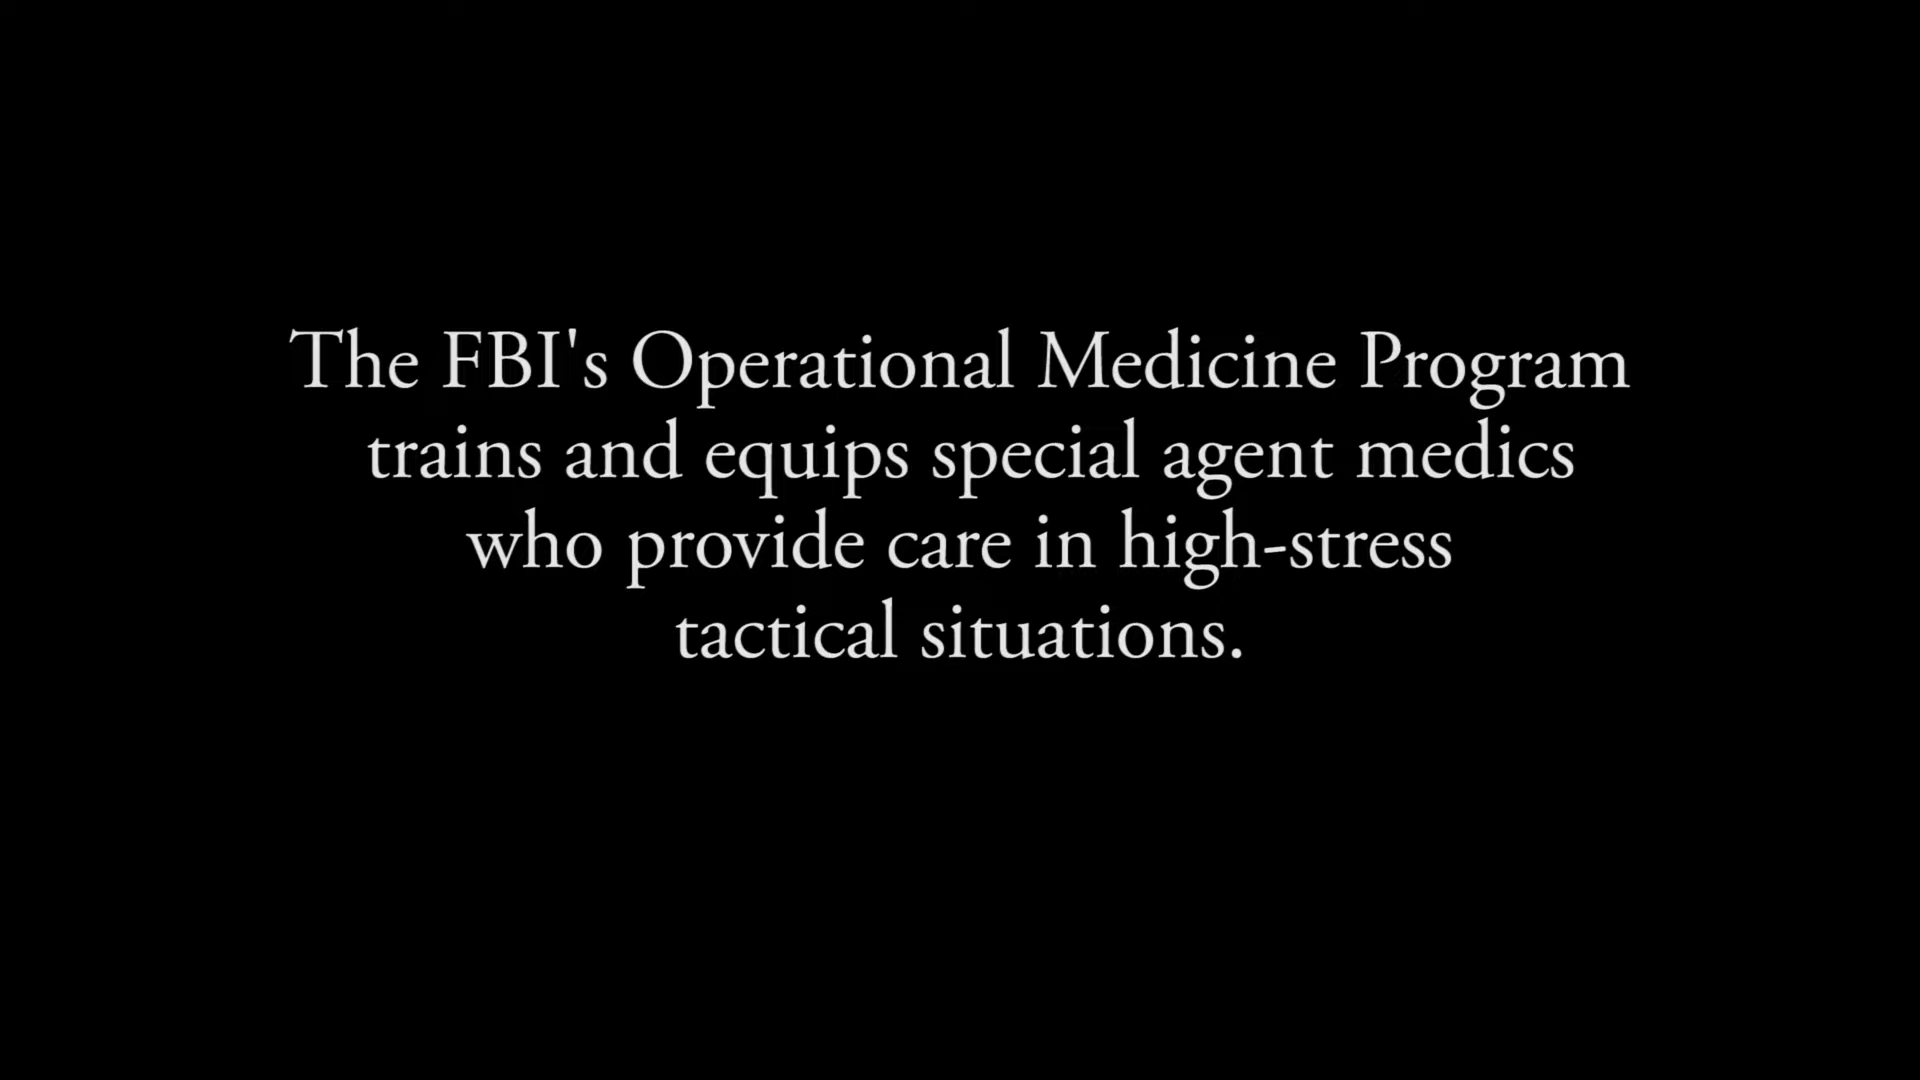 The FBI's Operational Medicine Program
trains and equips special agent medics
who provide care in high-stress
tactical situations.